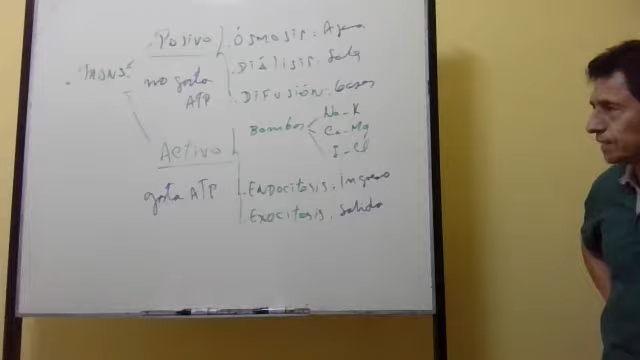 Pasivo
Ósmosis : Agua
Trans.
Diálisis. Sales
no gasta
ATP
Difusión. Gases
Bombas
Na-K
Ca-Mg
I-Cl
Activo
gasta ATP
Endocitosis. Ingreso
Exocitosis. Salida